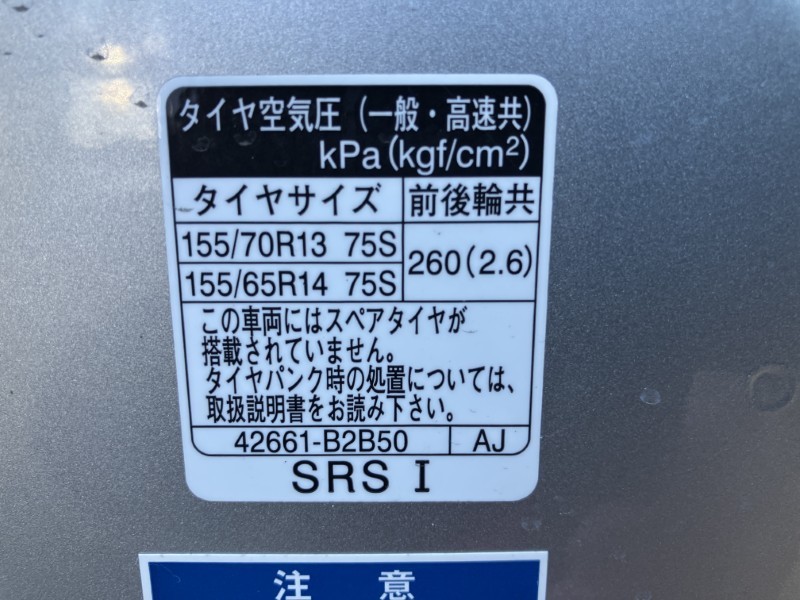 タイヤ空気圧（一般・高速共）
kPa(kgf/cm²)
タイヤサイズ 前後輪共
155/70R13 75S
260(2.6)
155/65R14 75S
この車両にはスペアタイヤが
搭載されていません。
タイヤパンク時の処置については、
取扱説明書をお読み下さい。
42661-B2B50 AJ
SRS I
注 意